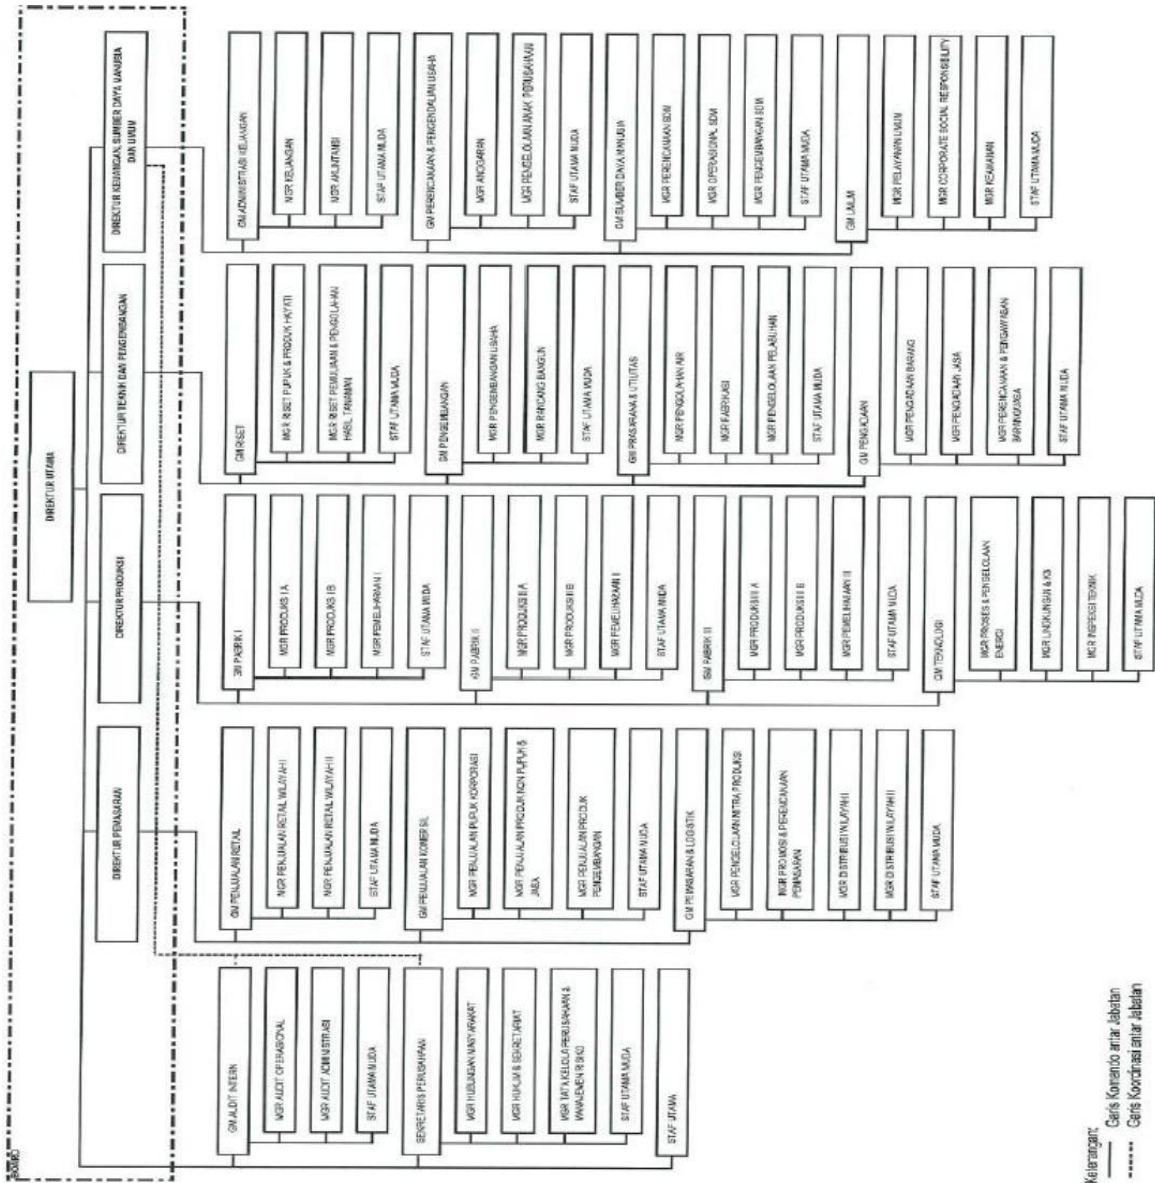 BOARD
DIREKTUR UTAMA
DIREKTUR PEMASARAN
DIREKTUR PRODUKSI
DIREKTUR TEKNIK DAN PENGEMBANGAN
DIREKTUR KEUANGAN, SUMBER DAYA MANUSIA
DAN UMUM
GM AUDIT INTERN
MGR AUDIT OPERASIONAL
MGR AUDIT ADMINISTRASI
STAF UTAMA MUDA
SEKRETARIS PERUSAHAAN
MGR HUBUNGAN MASYARAKAT
MGR HUKUM & SEKRETARIAT
MGR TATA KELOLA PERUSAHAAN &
MANAJEMEN RISIKO
STAF UTAMA MUDA
STAF UTAMA
GM PENJUALAN RETAIL
MGR PENJUALAN RETAIL WILAYAH I
MGR PENJUALAN RETAIL WILAYAH II
STAF UTAMA MUDA
GM PENJUALAN KOMERSIL
MGR PENJUALAN PUPUK KORPORASI
MGR PENJUALAN PRODUK NON PUPUK &
JASA
MGR PENJUALAN PRODUK
PENGEMBANGAN
STAF UTAMA MUDA
GM PEMASARAN & LOGISTIK
MGR PENGELOLAAN MITRA PRODUKSI
MGR PROMOSI & PERENCANAAN
PEMASARAN
MGR DISTRIBUSI WILAYAH I
MGR DISTRIBUSI WILAYAH II
STAF UTAMA MUDA
GM PABRIK I
MGR PRODUKSI I A
MGR PRODUKSI I B
MGR PEMELIHARAAN I
STAF UTAMA MUDA
GM PABRIK II
MGR PRODUKSI II A
MGR PRODUKSI II B
MGR PEMELIHARAAN
STAF UTAMA MUDA
GM PABRIK III
MGR PRODUKSI III A
MGR PRODUKSI III B
MGR PEMELIHARAAN III
STAF UTAMA MUDA
GM TEKNOLOGI
MGR PROSES & PENGELOLAAN
ENERGI
MGR LINGKUNGAN & K3
MGR INSPEKSI TEKNIK
STAF UTAMA MUDA
GM RISET
MGR RISET PUPUK & PRODUK HAYATI
MGR RISET PEMULIAAN & PENGOLAHAN
HASIL TANAMAN
STAF UTAMA MUDA
GM PENGEMBANGAN
MGR PENGEMBANGAN USAHA
MGR RANCANG BANGUN
STAF UTAMA MUDA
GM PRASARANA & UTILITAS
MGR PENGOLAHAN AIR
MGR FABRIKASI
MGR PENGELOLAAN PELABUHAN
STAF UTAMA MUDA
GM PENGADAAN
MGR PENGADAAN BARANG
MGR PENGADAAN JASA
MGR PERENCANAAN & PENGAWASAN
BARANG/JASA
STAF UTAMA MUDA
GM ADMINISTRASI KEUANGAN
MGR KEUANGAN
MGR AKUNTANSI
STAF UTAMA MUDA
GM PERENCANAAN & PENGENDALIAN USAHA
MGR ANGGARAN
MGR PENGELOLAAN ANAK PERUSAHAAN
STAF UTAMA MUDA
GM SUMBER DAYA MANUSIA
MGR PERENCANAAN SDM
MGR OPERASIONAL SDM
MGR PENGEMBANGAN SDM
STAF UTAMA MUDA
GM UMUM
MGR PELAYANAN UMUM
MGR CORPORATE SOCIAL RESPONSIBILITY
MGR KEAMANAN
STAF UTAMA MUDA
Keterangan:
Garis Komando antar Jabatan
Garis Koordinasi antar Jabatan